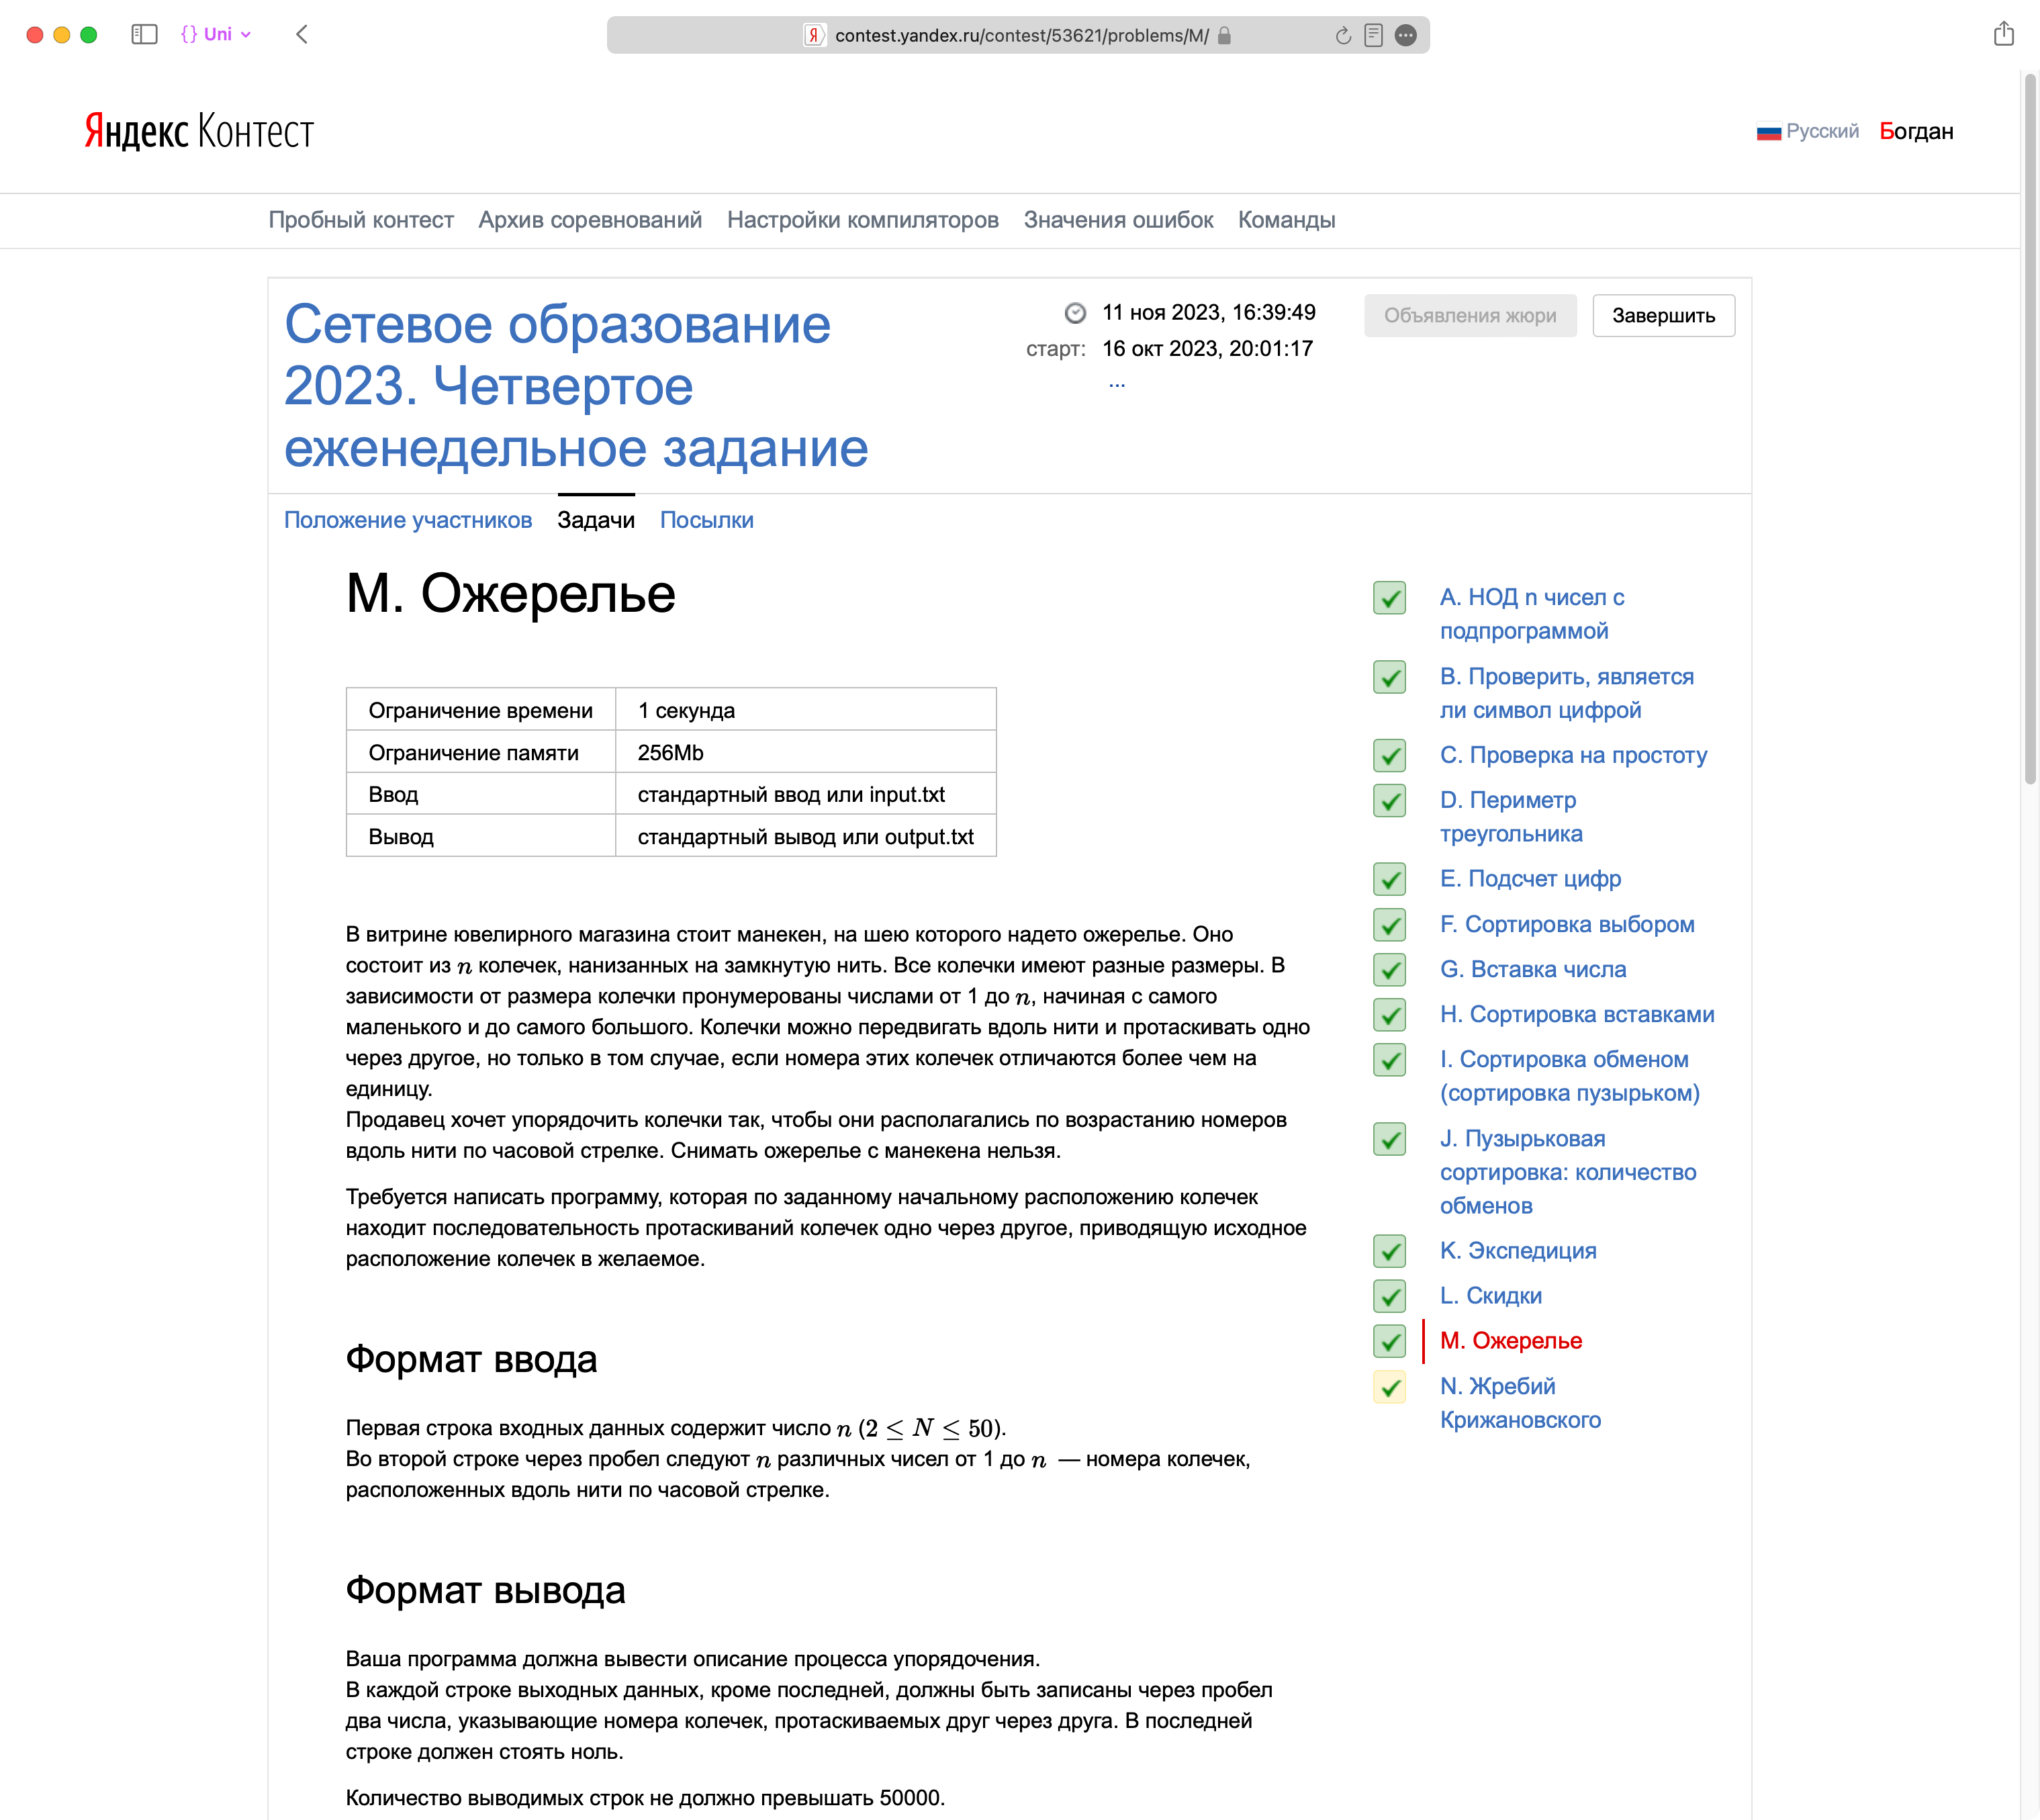 {} Uni
contest.yandex.ru/contest/53621/problems/M/
Яндекс Контест
Русский
Богдан
Пробный контест Архив соревнований Настройки компиляторов Значения ошибок Команды
Сетевое образование
2023. Четвертое
еженедельное задание
11 ноя 2023, 16:39:49
старт: 16 окт 2023, 20:01:17
...
Объявления жюри
Завершить
Положение участников Задачи Посылки
M. Ожерелье
Ограничение времени 1 секунда
Ограничение памяти 256Mb
Ввод стандартный ввод или input.txt
Вывод стандартный вывод или output.txt
В витрине ювелирного магазина стоит манекен, на шею которого надето ожерелье. Оно
состоит из n колечек, нанизанных на замкнутую нить. Все колечки имеют разные размеры. В
зависимости от размера колечки пронумерованы числами от 1 до n, начиная с самого
маленького и до самого большого. Колечки можно передвигать вдоль нити и протаскивать одно
через другое, но только в том случае, если номера этих колечек отличаются более чем на
единицу.
Продавец хочет упорядочить колечки так, чтобы они располагались по возрастанию номеров
вдоль нити по часовой стрелке. Снимать ожерелье с манекена нельзя.
Требуется написать программу, которая по заданному начальному расположению колечек
находит последовательность протаскиваний колечек одно через другое, приводящую исходное
расположение колечек в желаемое.
Формат ввода
Первая строка входных данных содержит число n (2 ≤ N ≤ 50).
Во второй строке через пробел следуют n различных чисел от 1 до n — номера колечек,
расположенных вдоль нити по часовой стрелке.
Формат вывода
Ваша программа должна вывести описание процесса упорядочения.
В каждой строке выходных данных, кроме последней, должны быть записаны через пробел
два числа, указывающие номера колечек, протаскиваемых друг через друга. В последней
строке должен стоять ноль.
Количество выводимых строк не должно превышать 50000.
A. НОД n чисел с
подпрограммой
B. Проверить, является
ли символ цифрой
C. Проверка на простоту
D. Периметр
треугольника
E. Подсчет цифр
F. Сортировка выбором
G. Вставка числа
H. Сортировка вставками
I. Сортировка обменом
(сортировка пузырьком)
J. Пузырьковая
сортировка: количество
обменов
K. Экспедиция
L. Скидки
M. Ожерелье
N. Жребий
Крижановского